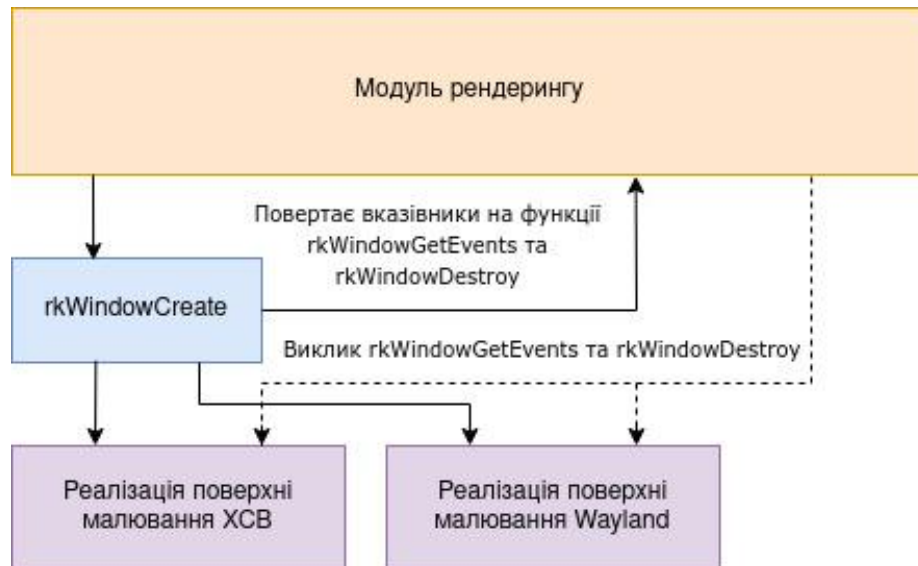 Модуль рендерингу
Повертає вказівники на функції
rkWindowGetEvents та
rkWindowDestroy
rkWindowCreate
Виклик rkWindowGetEvents та rkWindowDestroy
Реалізація поверхні
малювання XCB
Реалізація поверхні
малювання Wayland